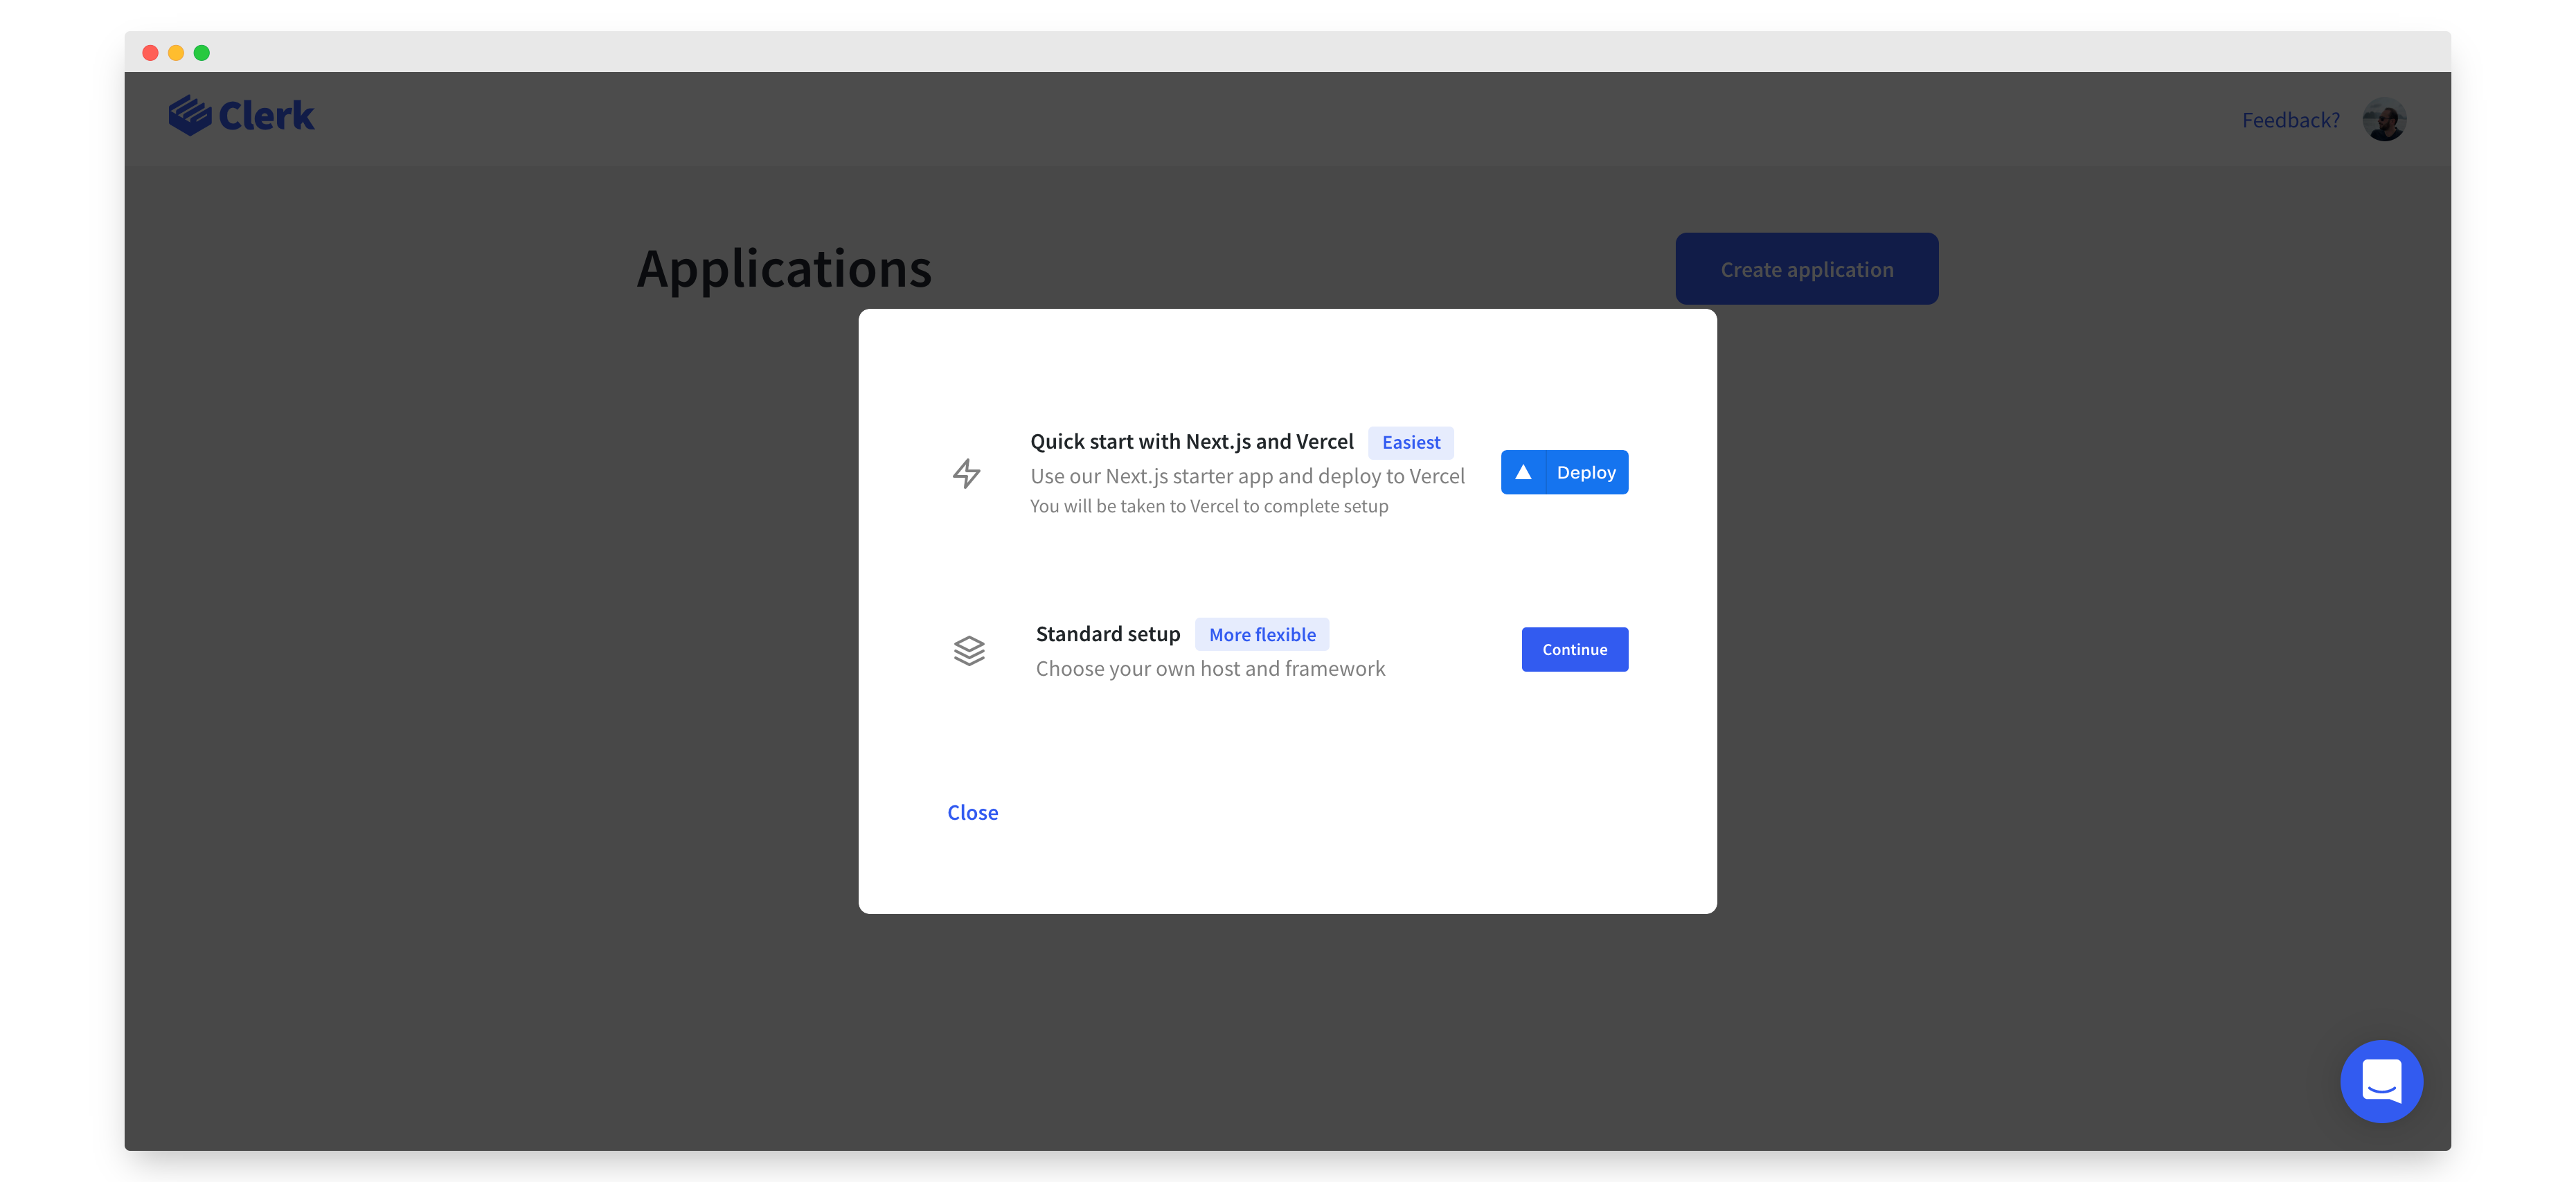 Clerk
Feedback?
Applications
Create application
Quick start with Next.js and Vercel Easiest
Use our Next.js starter app and deploy to Vercel
You will be taken to Vercel to complete setup
Deploy
Standard setup More flexible
Choose your own host and framework
Continue
Close